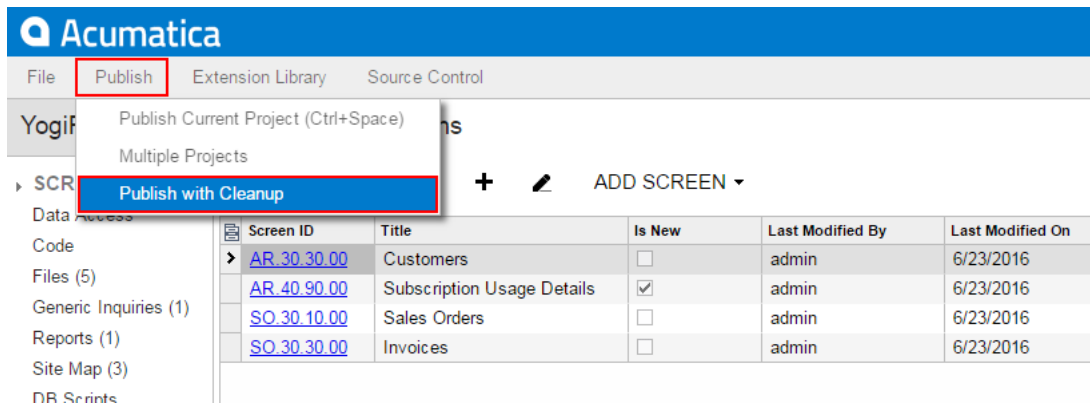 Acumatica
File Publish Extension Library Source Control
Publish Current Project (Ctrl+Space)
Multiple Projects
Publish with Cleanup
ADD SCREEN
Data Access
Code
Files (5)
Generic Inquiries (1)
Reports (1)
Site Map (3)
DB Scripts
Screen ID Title Is New Last Modified By Last Modified On
AR.30.30.00 Customers admin 6/23/2016
AR.40.90.00 Subscription Usage Details admin 6/23/2016
SO.30.10.00 Sales Orders admin 6/23/2016
SO.30.30.00 Invoices admin 6/23/2016